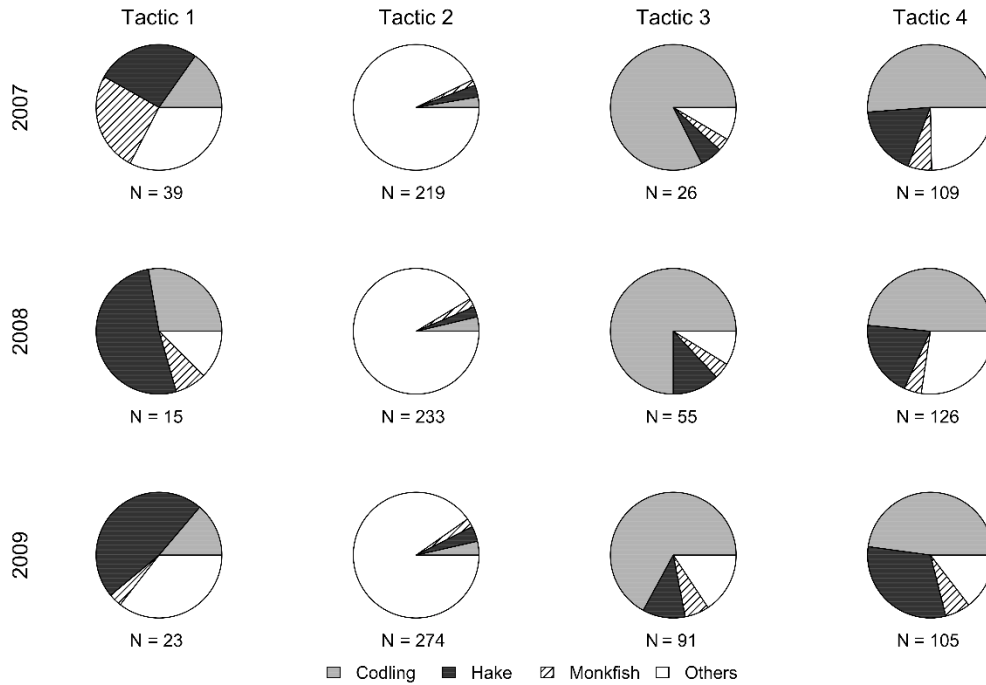 Tactic 1 Tactic 2 Tactic 3 Tactic 4
2007
N = 39 N = 219 N = 26 N = 109
2008
N = 15 N = 233 N = 55 N = 126
2009
N = 23 N = 274 N = 91 N = 105
Codling Hake Monkfish Others